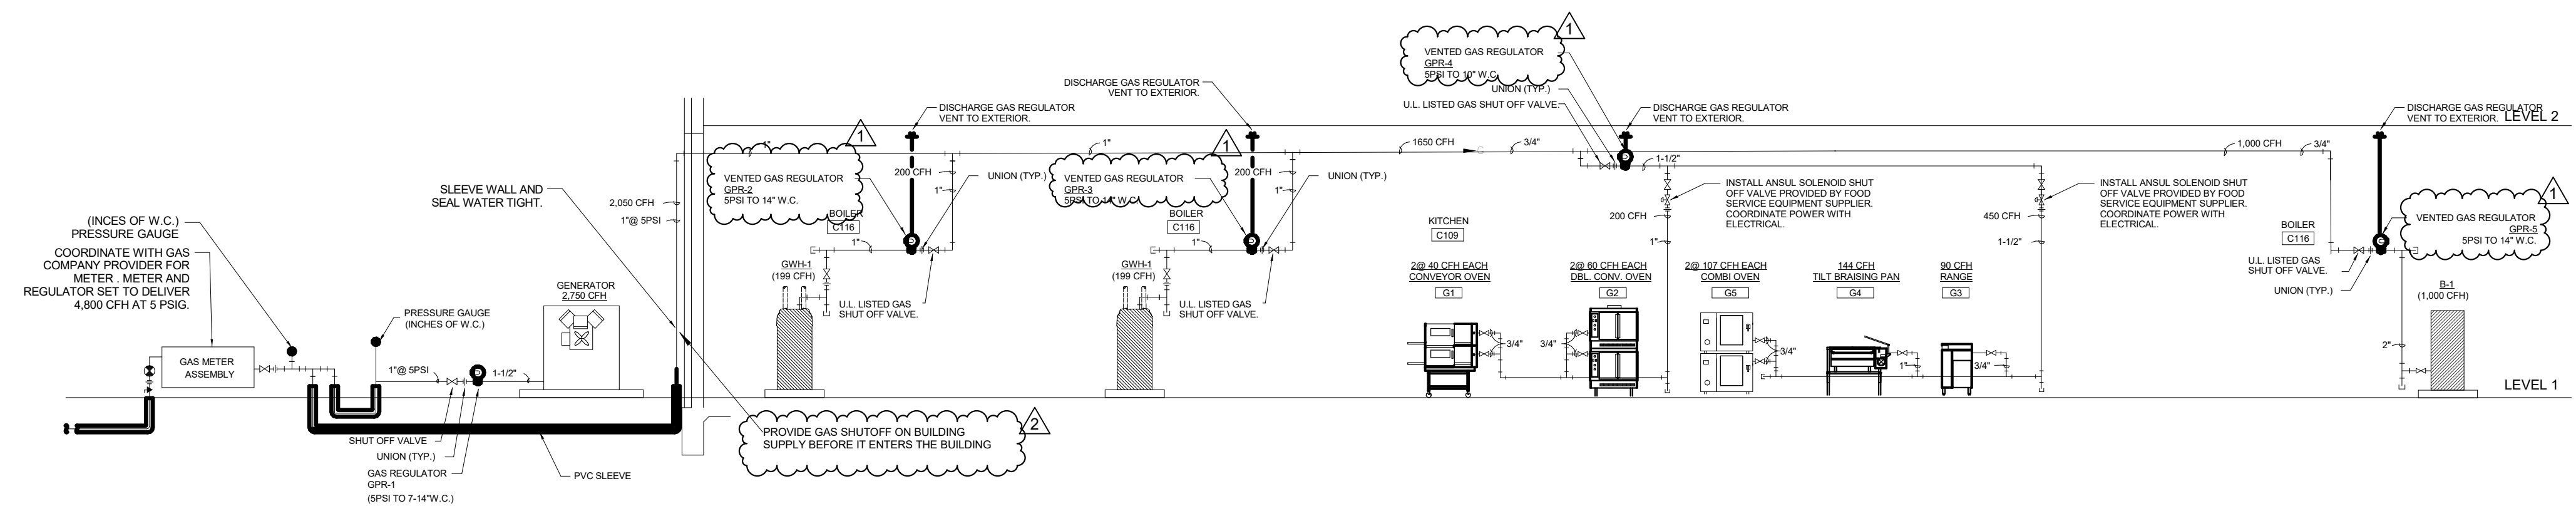 (INCES OF W.C.)
PRESSURE GAUGE
COORDINATE WITH GAS
COMPANY PROVIDER FOR
METER . METER AND
REGULATOR SET TO DELIVER
4,800 CFH AT 5 PSIG.
GAS METER
ASSEMBLY
PRESSURE GAUGE
(INCHES OF W.C.)
1"@ 5PSI
1-1/2"
SHUT OFF VALVE
UNION (TYP.)
GAS REGULATOR
GPR-1
(5PSI TO 7-14"W.C.)
GENERATOR
2,750 CFH
PVC SLEEVE
SLEEVE WALL AND
SEAL WATER TIGHT.
2,050 CFH
1"@ 5PSI
PROVIDE GAS SHUTOFF ON BUILDING
SUPPLY BEFORE IT ENTERS THE BUILDING
2
1"
1
VENTED GAS REGULATOR
GPR-2
5PSI TO 14" W.C.
BOILER
C116
DISCHARGE GAS REGULATOR
VENT TO EXTERIOR.
200 CFH
1"
UNION (TYP.)
1"
GWH-1
(199 CFH)
U.L. LISTED GAS
SHUT OFF VALVE.
1"
DISCHARGE GAS REGULATOR
VENT TO EXTERIOR.
1
VENTED GAS REGULATOR
GPR-3
5PSI TO 14" W.C.
BOILER
C116
200 CFH
1"
UNION (TYP.)
1"
GWH-1
(199 CFH)
U.L. LISTED GAS
SHUT OFF VALVE.
1
VENTED GAS REGULATOR
GPR-4
5PSI TO 10" W.C.
UNION (TYP.)
U.L. LISTED GAS SHUT OFF VALVE.
DISCHARGE GAS REGULATOR
VENT TO EXTERIOR.
1650 CFH
G
3/4"
1-1/2"
INSTALL ANSUL SOLENOID SHUT
OFF VALVE PROVIDED BY FOOD
SERVICE EQUIPMENT SUPPLIER.
COORDINATE POWER WITH
ELECTRICAL.
200 CFH
1"
KITCHEN
C109
2@ 40 CFH EACH
CONVEYOR OVEN
G1
3/4"
2@ 60 CFH EACH
DBL. CONV. OVEN
G2
3/4"
2@ 107 CFH EACH
COMBI OVEN
G5
3/4"
144 CFH
TILT BRAISING PAN
G4
1"
90 CFH
RANGE
G3
3/4"
450 CFH
1-1/2"
INSTALL ANSUL SOLENOID SHUT
OFF VALVE PROVIDED BY FOOD
SERVICE EQUIPMENT SUPPLIER.
COORDINATE POWER WITH
ELECTRICAL.
1,000 CFH
3/4"
DISCHARGE GAS REGULATOR
VENT TO EXTERIOR.
LEVEL 2
1
VENTED GAS REGULATOR
GPR-5
5PSI TO 14" W.C.
BOILER
C116
U.L. LISTED GAS
SHUT OFF VALVE.
UNION (TYP.)
B-1
(1,000 CFH)
2"
LEVEL 1